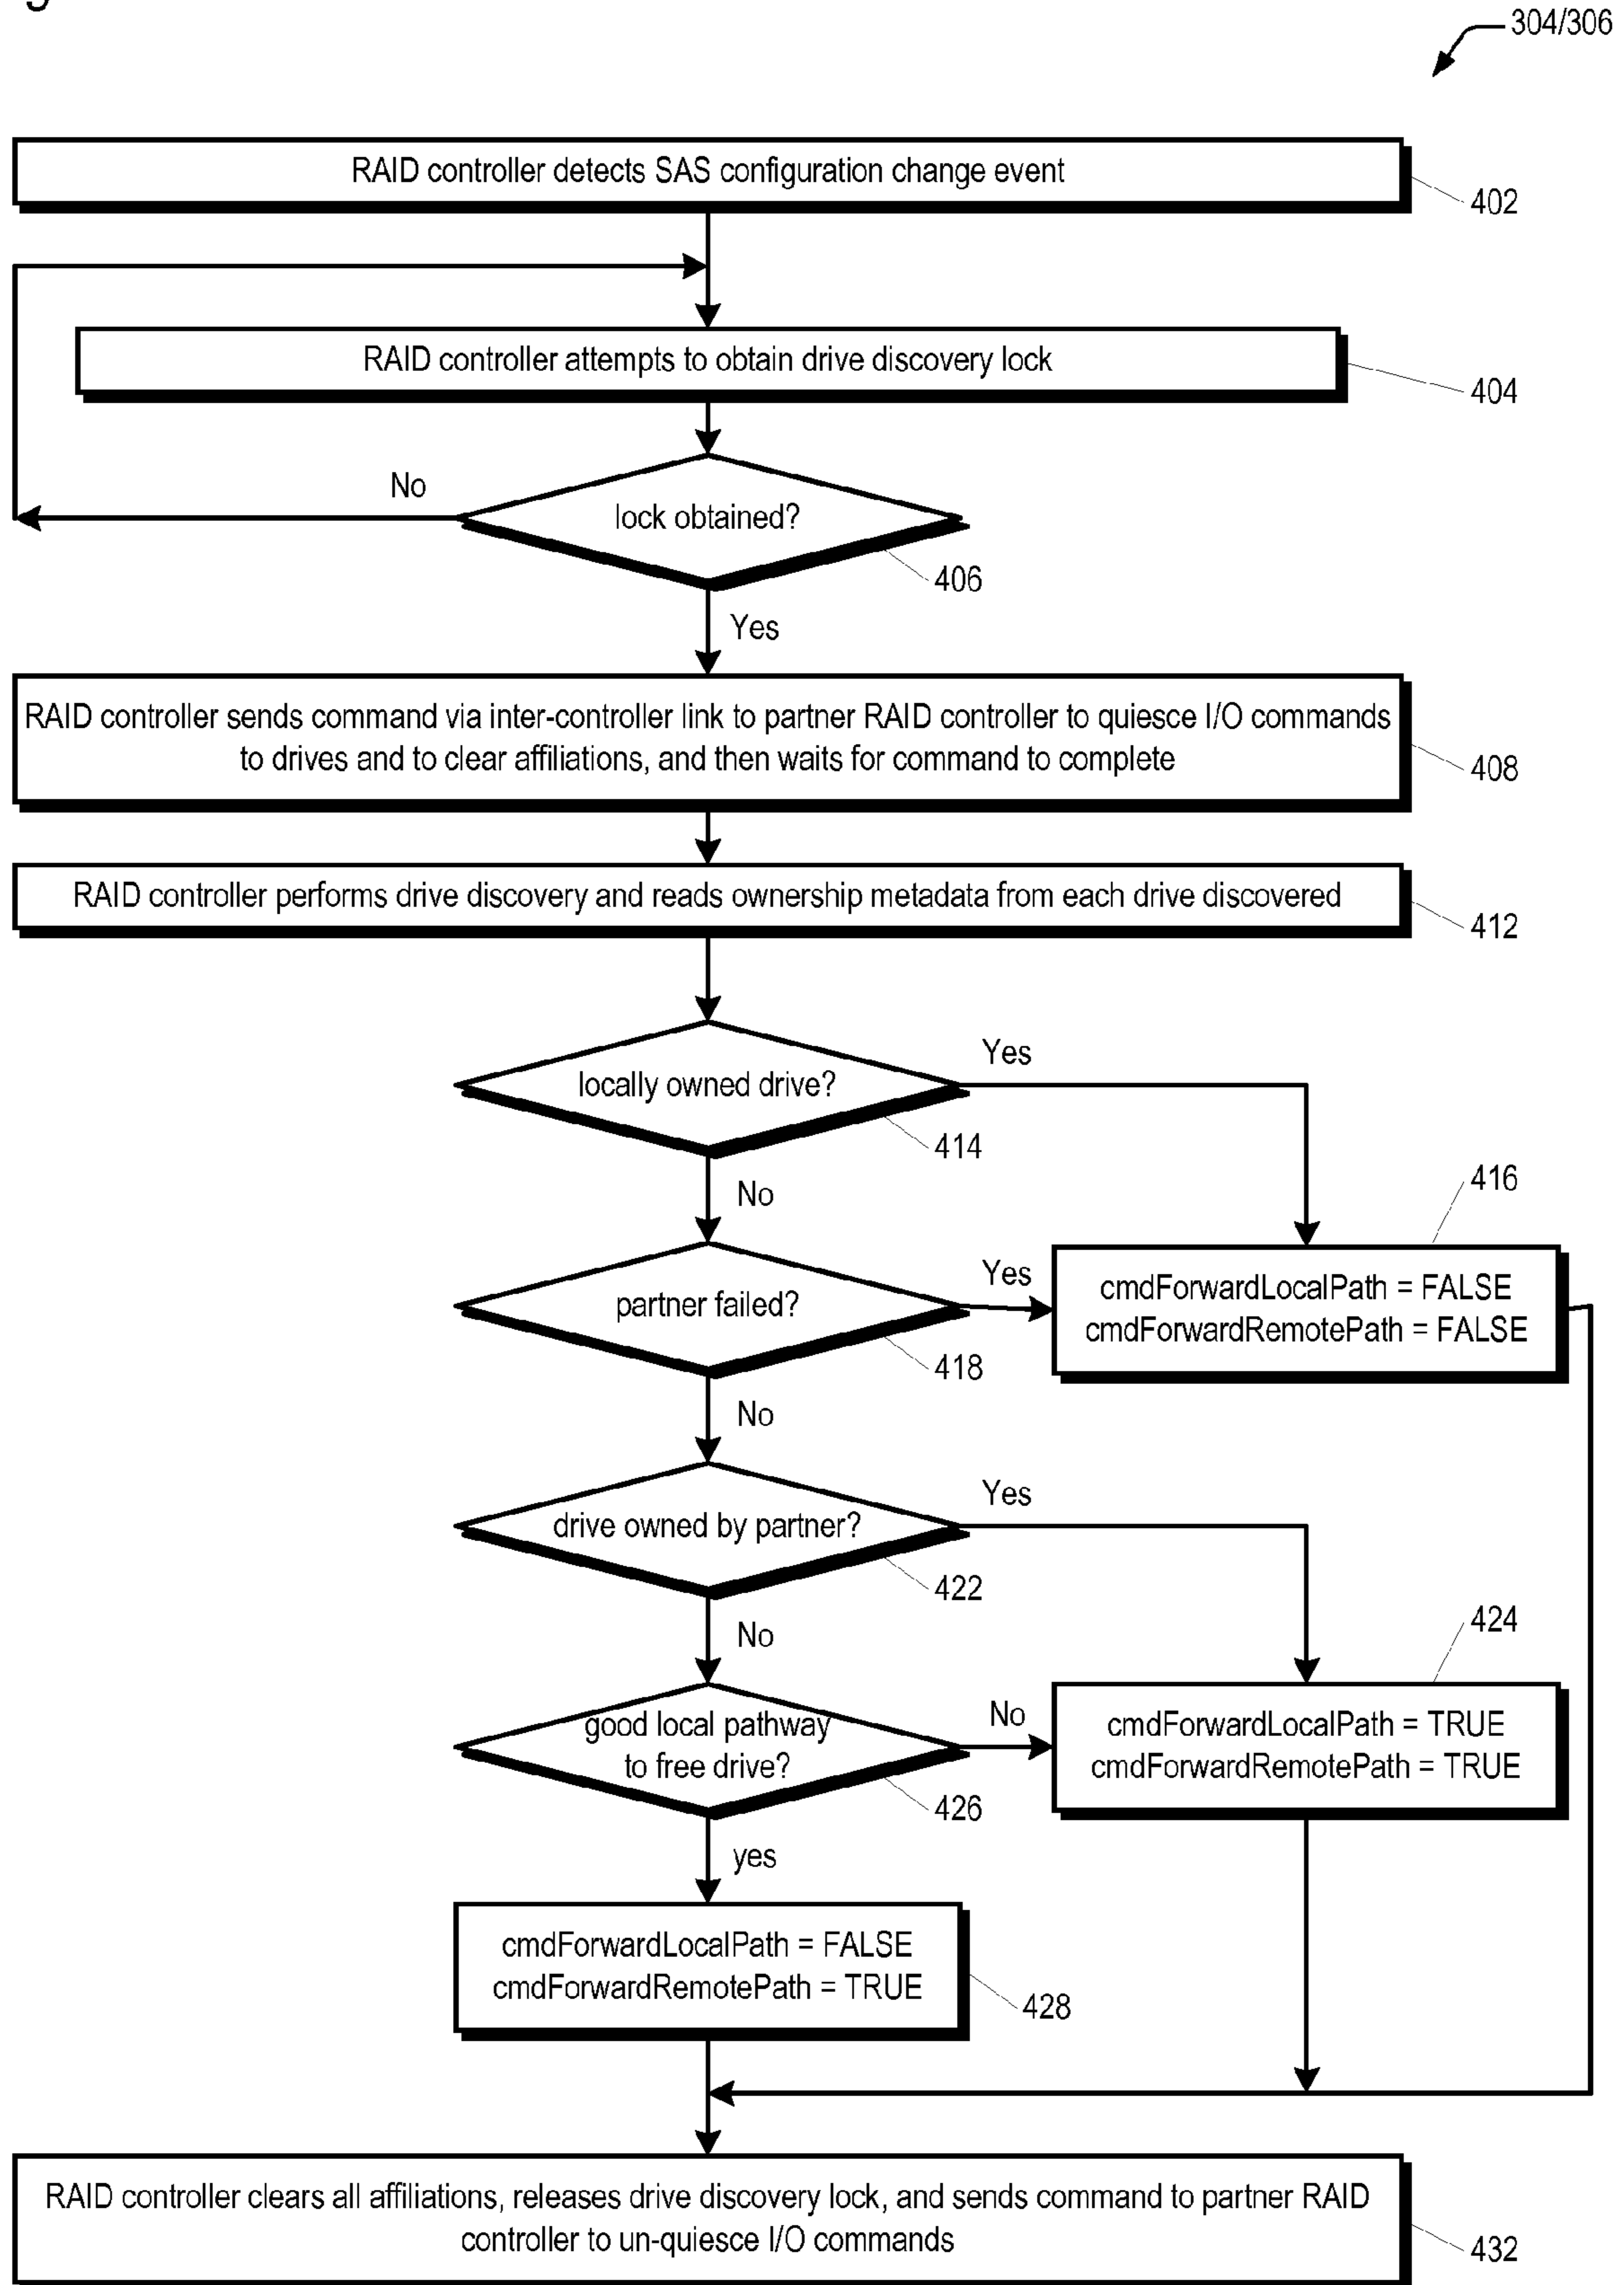 304/306
RAID controller detects SAS configuration change event
402
RAID controller attempts to obtain drive discovery lock
404
No
lock obtained?
406
Yes
RAID controller sends command via inter-controller link to partner RAID controller to quiesce I/O commands
to drives and to clear affiliations, and then waits for command to complete
408
RAID controller performs drive discovery and reads ownership metadata from each drive discovered
412
locally owned drive?
Yes
414
No
416
partner failed?
Yes
cmdForwardLocalPath = FALSE
cmdForwardRemotePath = FALSE
418
No
drive owned by partner?
Yes
422
No
424
good local pathway
to free drive?
No
cmdForwardLocalPath = TRUE
cmdForwardRemotePath = TRUE
426
yes
cmdForwardLocalPath = FALSE
cmdForwardRemotePath = TRUE
428
RAID controller clears all affiliations, releases drive discovery lock, and sends command to partner RAID
controller to un-quiesce I/O commands
432